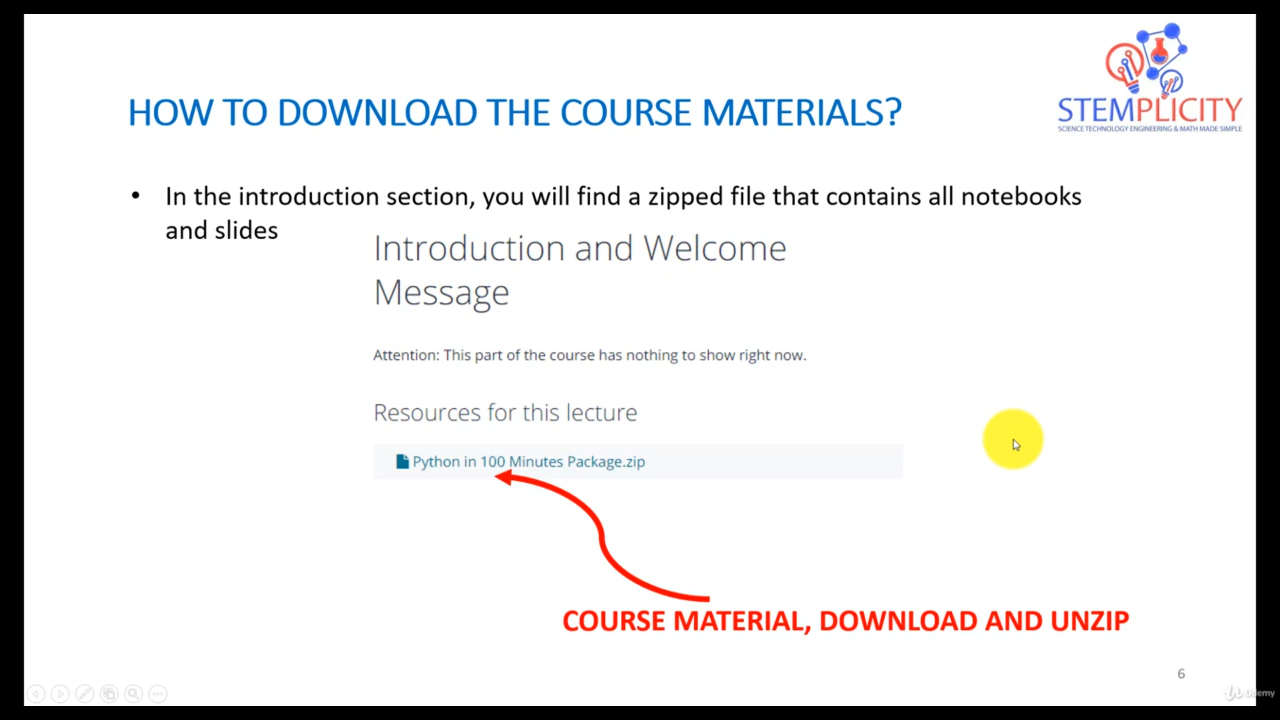 STEMPLICITY
SCIENCE TECHNOLOGY ENGINEERING & MATH MADE SIMPLE
HOW TO DOWNLOAD THE COURSE MATERIALS?
• In the introduction section, you will find a zipped file that contains all notebooks
and slides
Introduction and Welcome
Message
Attention: This part of the course has nothing to show right now.
Resources for this lecture
Python in 100 Minutes Package.zip
COURSE MATERIAL, DOWNLOAD AND UNZIP
6
Udemy